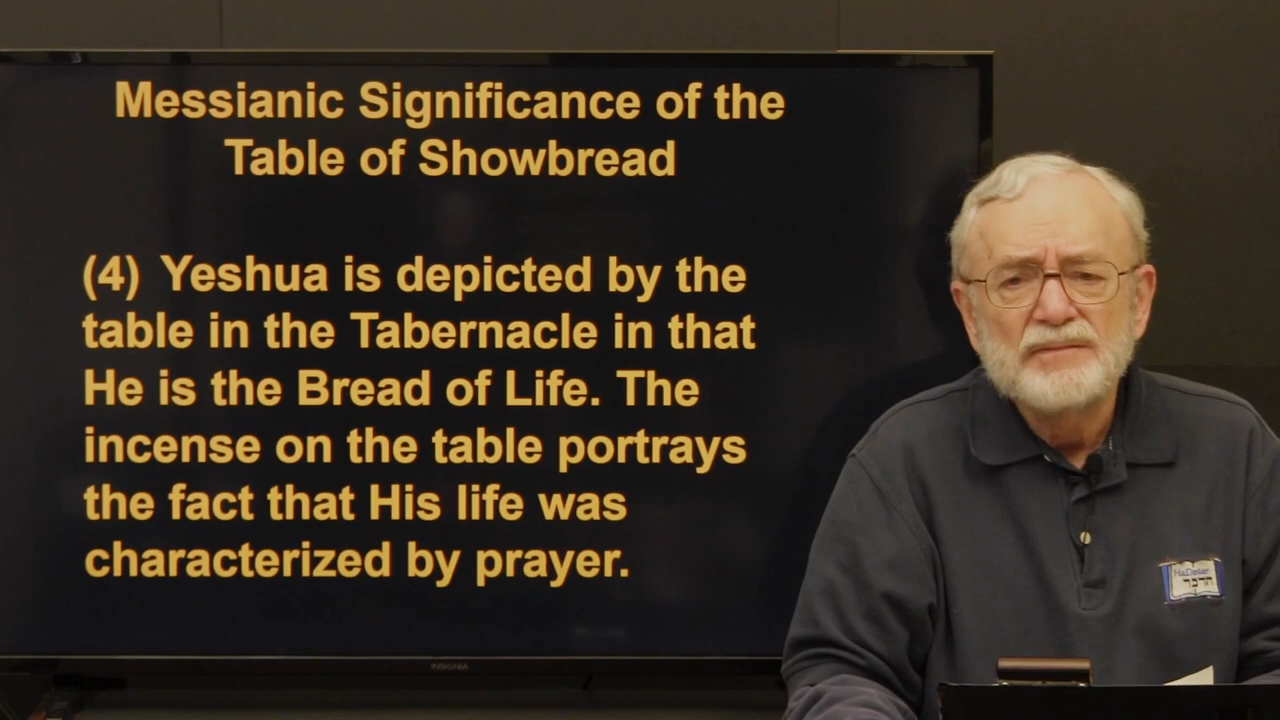 Messianic Significance of the
Table of Showbread
(4) Yeshua is depicted by the
table in the Tabernacle in that
He is the Bread of Life. The
incense on the table portrays
the fact that His life was
characterized by prayer.
INSIGNIA
HaDavar
הדבר